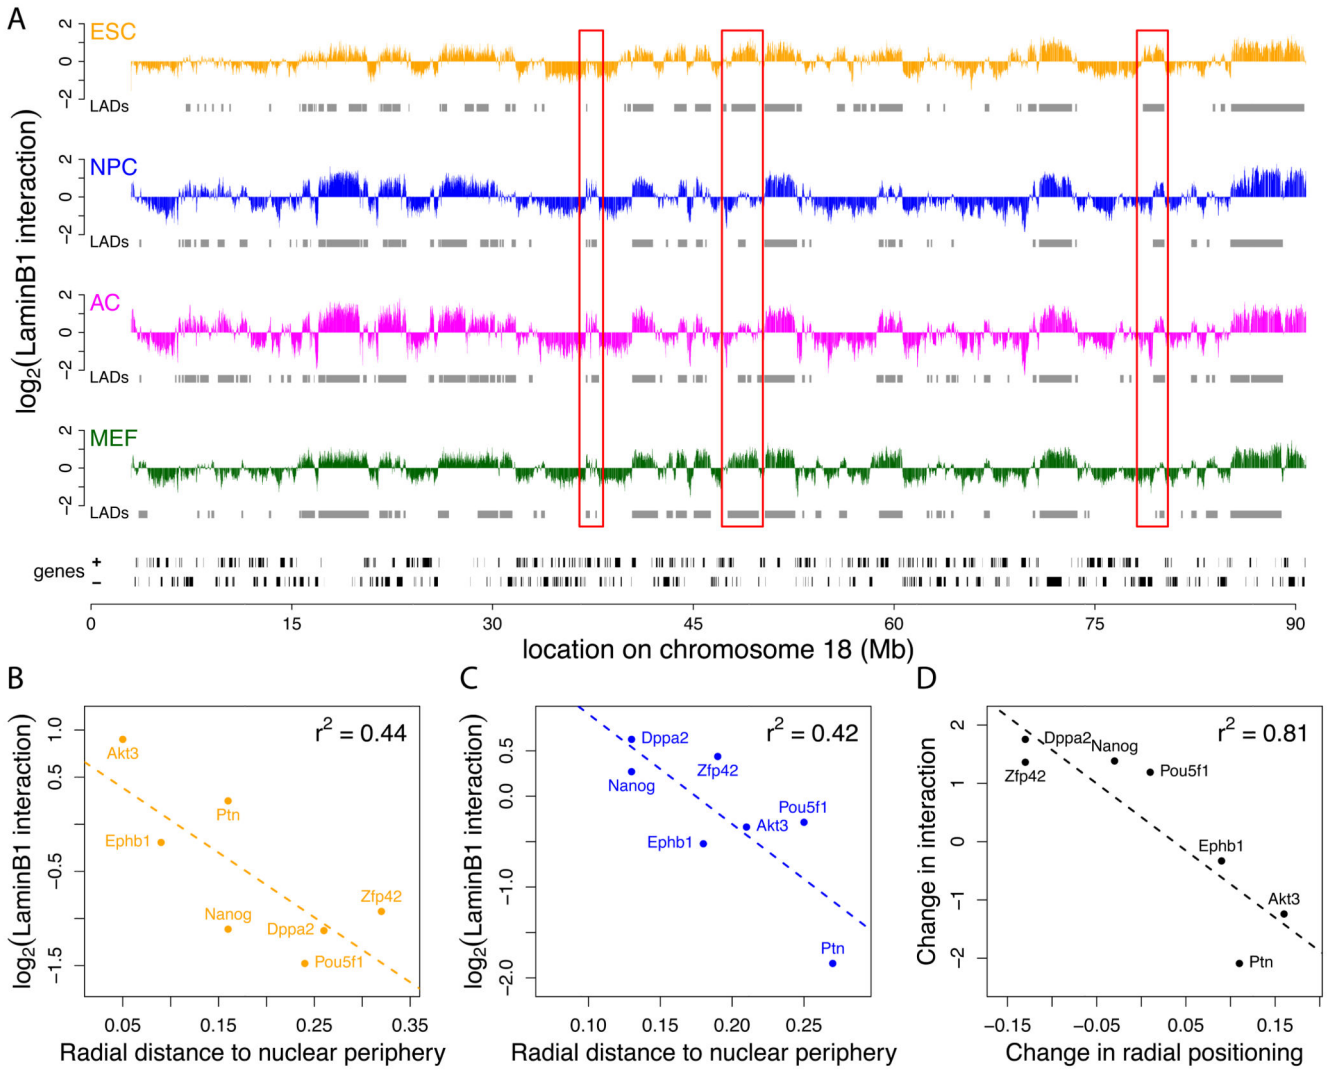 A
log2(LaminB1 interaction)
ESC
2
0
−2
LADs
NPC
2
0
−2
LADs
AC
2
0
−2
LADs
MEF
2
0
−2
LADs
genes
+
−
0 15 30 45 60 75 90
location on chromosome 18 (Mb)
B
log2(LaminB1 interaction)
1.0
0.5
−0.5
−1.5
r2 = 0.44
Akt3
Ptn
Ephb1
Zfp42
Nanog
Dppa2
Pou5f1
0.05 0.15 0.25 0.35
Radial distance to nuclear periphery
C
log2(LaminB1 interaction)
0.5
0.0
−1.0
−2.0
r2 = 0.42
Dppa2
Zfp42
Nanog
Pou5f1
Akt3
Ephb1
Ptn
0.10 0.15 0.20 0.25
Radial distance to nuclear periphery
D
Change in interaction
2
1
0
−1
−2
r2 = 0.81
Dppa2
Nanog
Zfp42
Pou5f1
Ephb1
Akt3
Ptn
−0.15 −0.05 0.05 0.15
Change in radial positioning